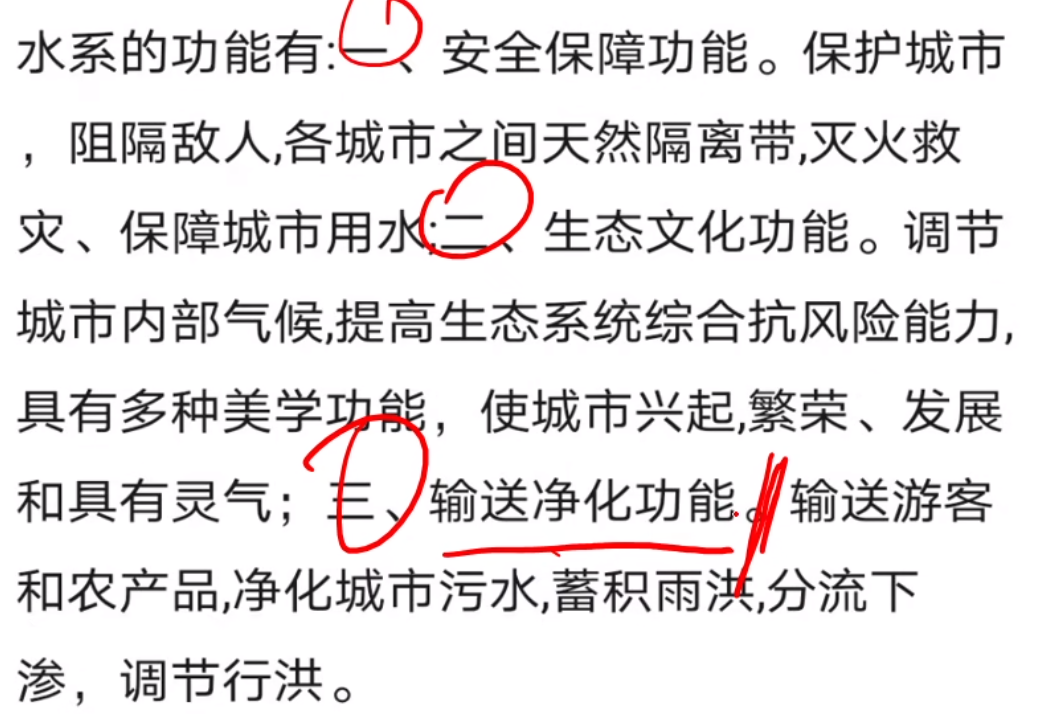 水系的功能有:一、安全保障功能。保护城市
，阻隔敌人,各城市之间天然隔离带,灭火救
灾、保障城市用水;二、生态文化功能。调节
城市内部气候,提高生态系统综合抗风险能力,
具有多种美学功能，使城市兴起,繁荣、发展
和具有灵气；三、输送净化功能。输送游客
和农产品,净化城市污水,蓄积雨洪,分流下
渗，调节行洪。